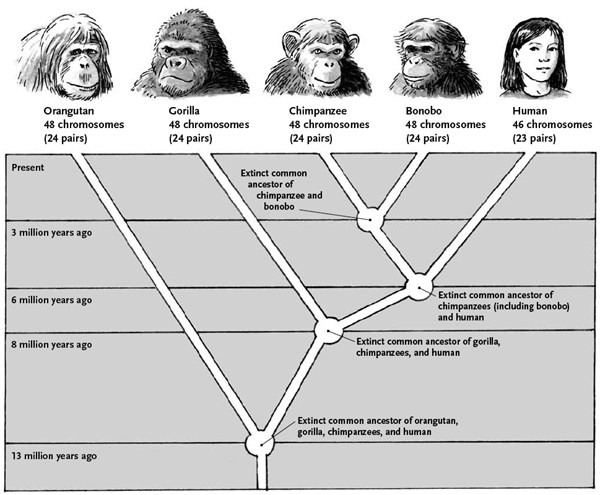 Orangutan
48 chromosomes
(24 pairs)
Gorilla
48 chromosomes
(24 pairs)
Chimpanzee
48 chromosomes
(24 pairs)
Bonobo
48 chromosomes
(24 pairs)
Human
46 chromosomes
(23 pairs)
Present
Extinct common
ancestor of
chimpanzee and
bonobo
3 million years ago
6 million years ago
Extinct common ancestor of
chimpanzees (including bonobo)
and human
8 million years ago
Extinct common ancestor of gorilla,
chimpanzees, and human
Extinct common ancestor of orangutan,
gorilla, chimpanzees, and human
13 million years ago